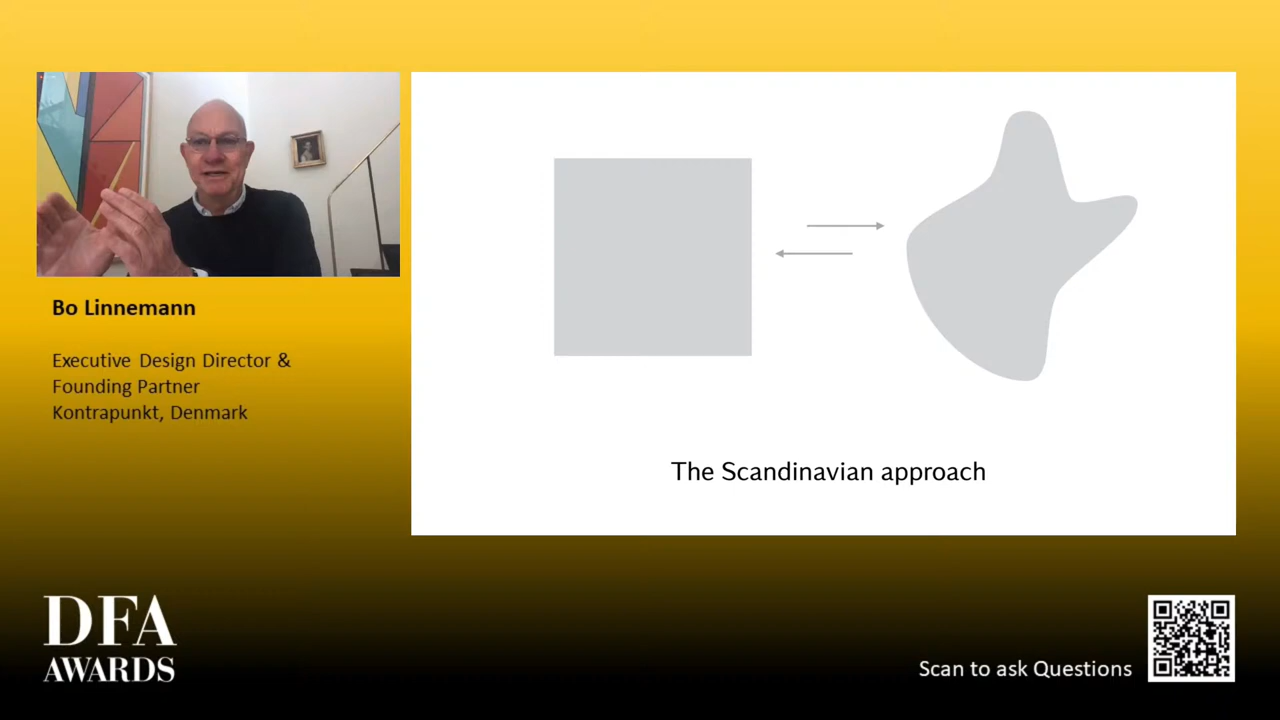 Bo Linnemann
Executive Design Director &
Founding Partner
Kontrapunkt, Denmark
The Scandinavian approach
DFA
AWARDS
Scan to ask Questions